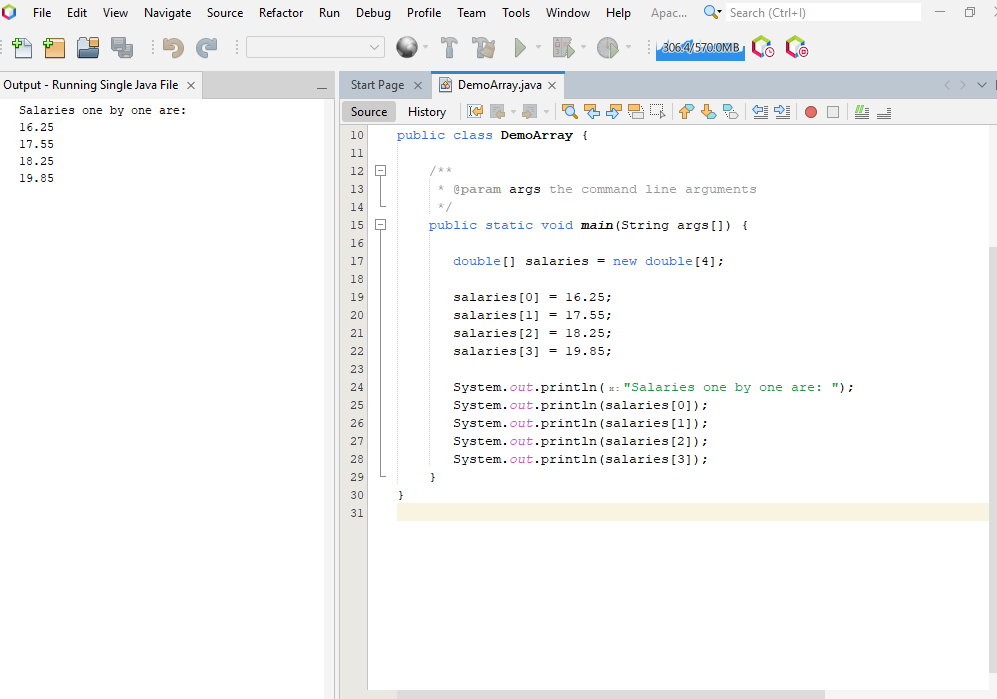 File Edit View Navigate Source Refactor Run Debug Profile Team Tools Window Help Apac... Search (Ctrl+I)
306.4/570.0MB
Output - Running Single Java File
Salaries one by one are:
16.25
17.55
18.25
19.85
Start Page DemoArray.java
Source History
10 public class DemoArray {
11
12 /**
13 * @param args the command line arguments
14 */
15 public static void main(String args[]) {
16
17 double[] salaries = new double[4];
18
19 salaries[0] = 16.25;
20 salaries[1] = 17.55;
21 salaries[2] = 18.25;
22 salaries[3] = 19.85;
23
24 System.out.println( x: "Salaries one by one are: ");
25 System.out.println(salaries[0]);
26 System.out.println(salaries[1]);
27 System.out.println(salaries[2]);
28 System.out.println(salaries[3]);
29 }
30 }
31